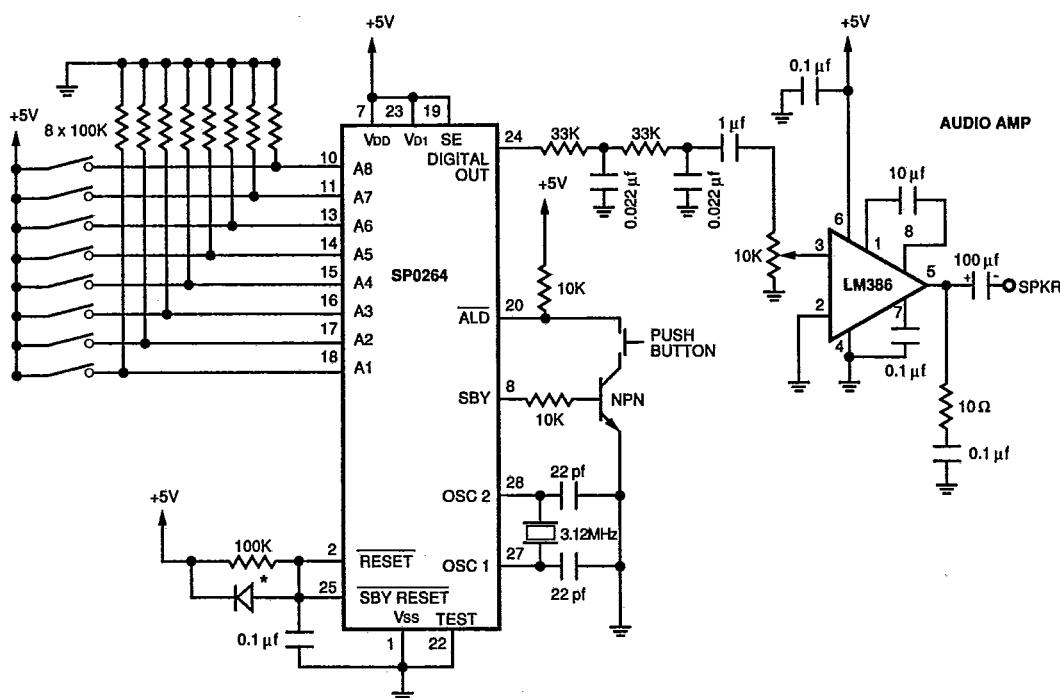 +5V
0.1 µf
AUDIO AMP
+5V
8 x 100K
7 23 19
VDD VD1 SE
DIGITAL
OUT
24
33K
33K
1 µf
0.022 µf
0.022 µf
+5V
10 A8
11 A7
13 A6
14 A5
15 A4
16 A3
17 A2
18 A1
SP0264
10K
10K
6
3
2
1
8
10 µf
LM386
5
100 µf
+ -
SPKR
7
4
0.1 µf
10Ω
0.1 µf
ALD 20
PUSH
BUTTON
SBY 8
10K
NPN
OSC 2 28
22 pf
3.12MHz
OSC 1 27
22 pf
+5V
100K
2 RESET
*
25 SBY RESET
0.1 µf
VSS TEST
1 22